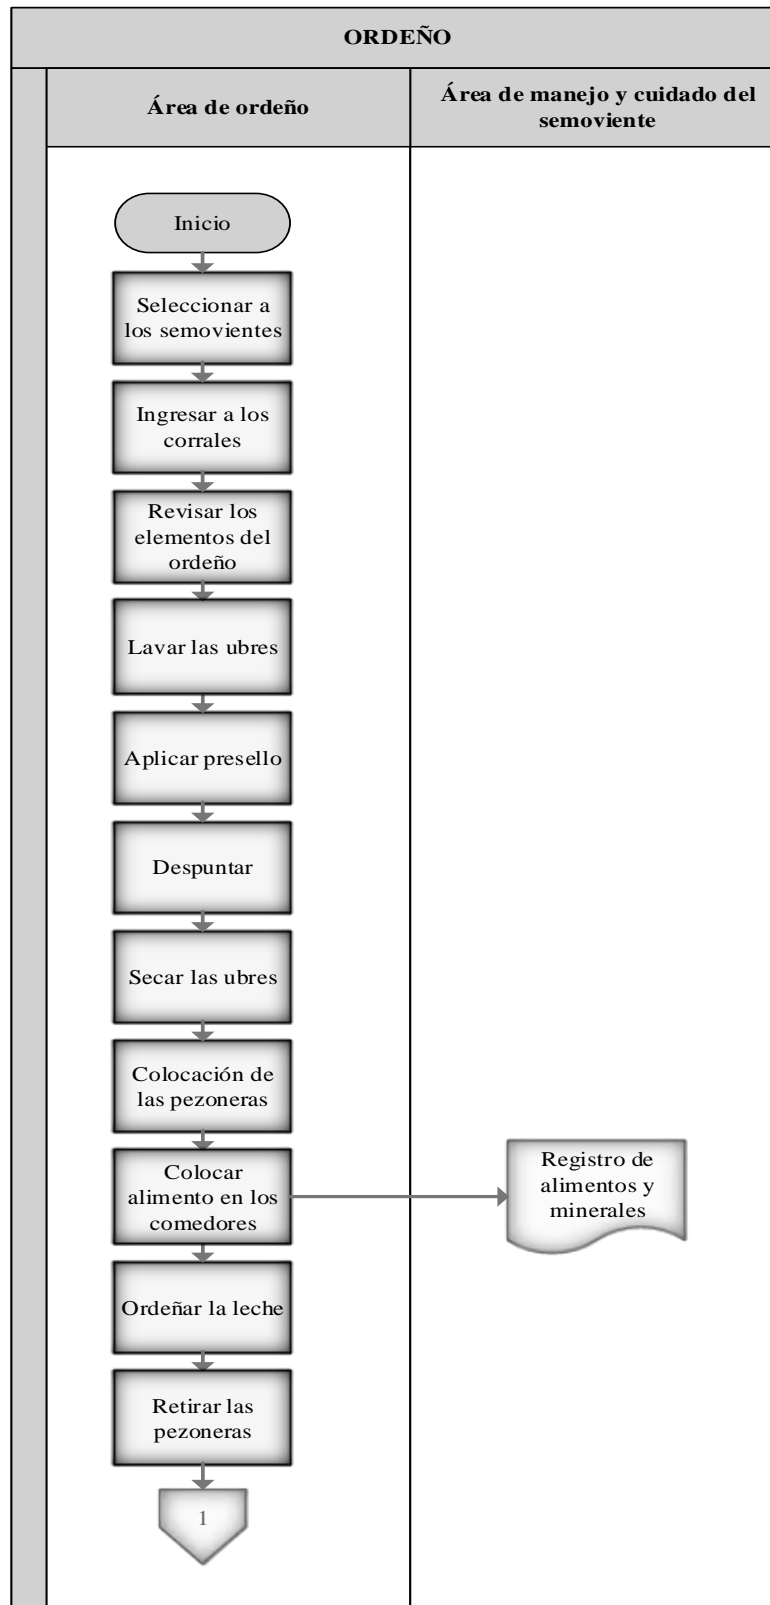 ORDEÑO
Área de ordeño
Área de manejo y cuidado del
semoviente
Inicio
Seleccionar a
los semovientes
Ingresar a los
corrales
Revisar los
elementos del
ordeño
Lavar las ubres
Aplicar presello
Despuntar
Secar las ubres
Colocación de
las pezoneras
Colocar
alimento en los
comedores
Registro de
alimentos y
minerales
Ordeñar la leche
Retirar las
pezoneras
1